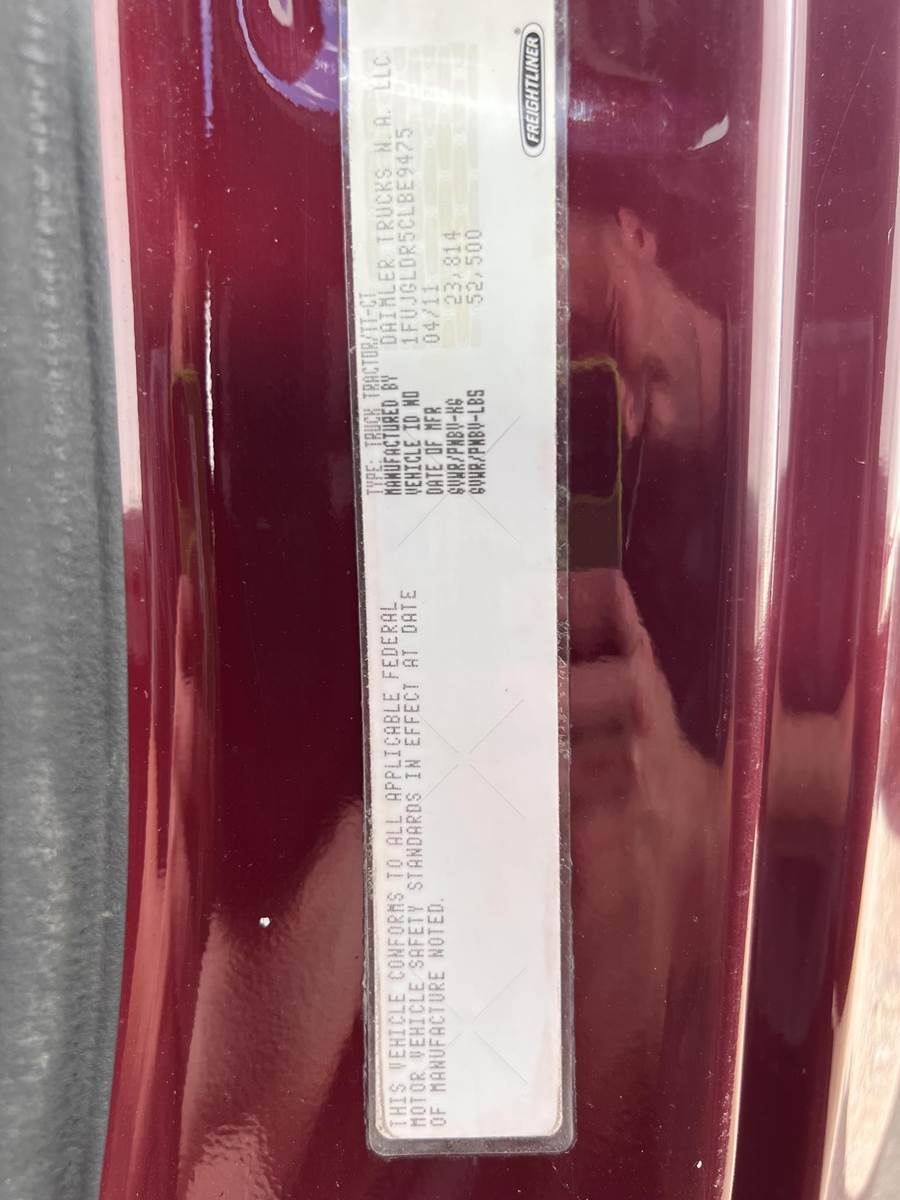 FREIGHTLINER
TYPE: TRUCK TRACTOR/TT-CT
MANUFACTURED BY DAIMLER TRUCKS N.A. LLC
VEHICLE ID NO 1FUJGLDR5CLBE9475
DATE OF MFR 04/11
GVWR/PNBV-KG 23,814
GVWR/PNBV-LBS 52,500
THIS VEHICLE CONFORMS TO ALL APPLICABLE FEDERAL
MOTOR VEHICLE SAFETY STANDARDS IN EFFECT AT DATE
OF MANUFACTURE NOTED.